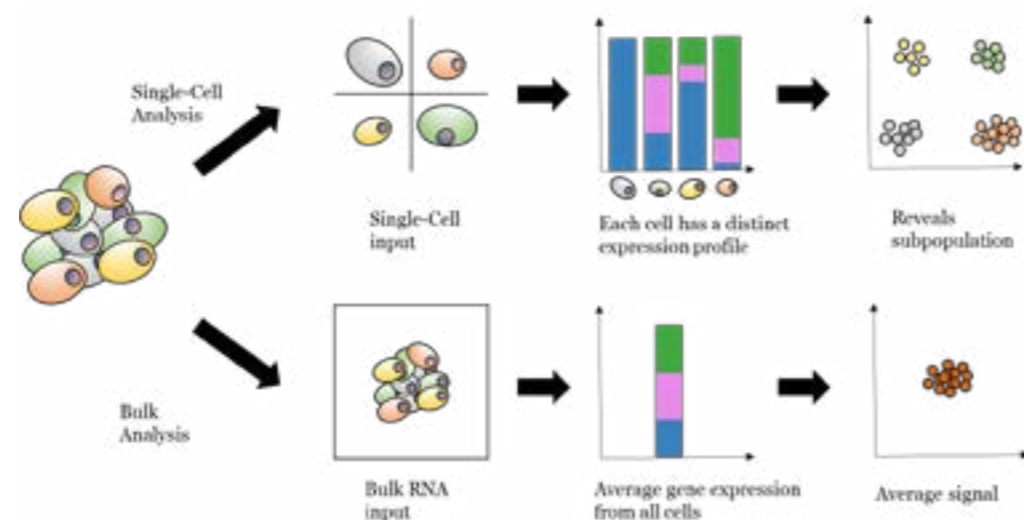 Single-Cell
Analysis
Single-Cell
input
Each cell has a distinct
expression profile
Reveals
subpopulation
Bulk
Analysis
Bulk RNA
input
Average gene expression
from all cells
Average signal